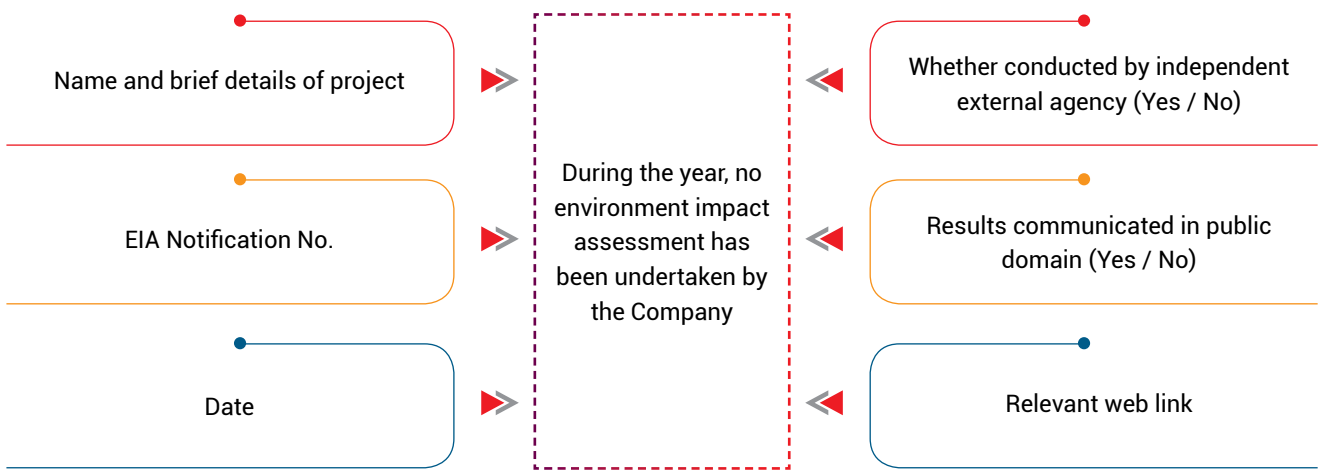 Name and brief details of project
EIA Notification No.
Date
During the year, no
environment impact
assessment has
been undertaken by
the Company
Whether conducted by independent
external agency (Yes / No)
Results communicated in public
domain (Yes / No)
Relevant web link